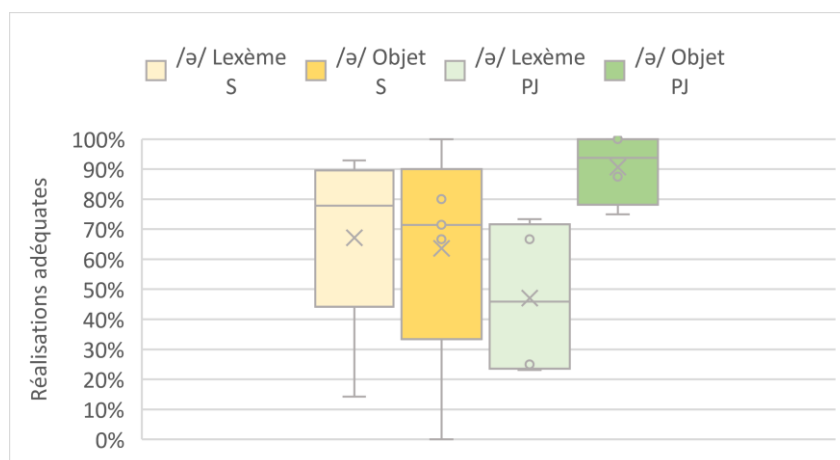 /ə/ Lexème S
/ə/ Objet S
/ə/ Lexème PJ
/ə/ Objet PJ
Réalisations adéquates
100%
90%
80%
70%
60%
50%
40%
30%
20%
10%
0%